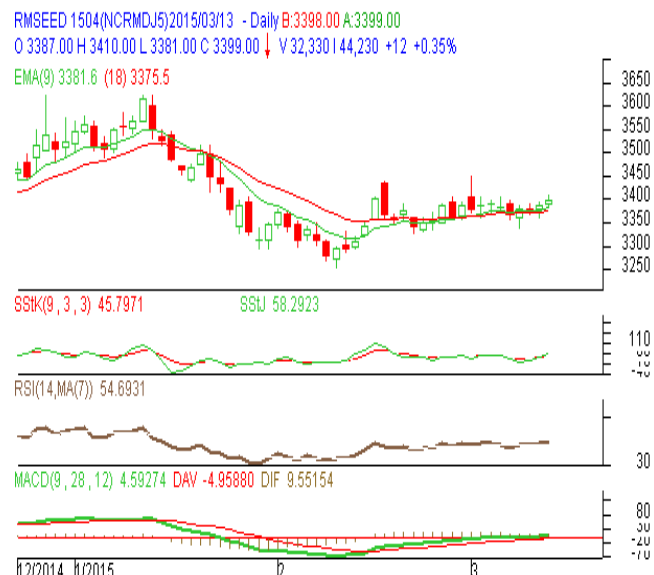 RMSEED 1504(NCRMDJ5)2015/03/13 - Daily B:3398.00 A:3399.00
O 3387.00 H 3410.00 L 3381.00 C 3399.00 V 32,330 I 44,230 +12 +0.35%
EMA(9) 3381.6 (18) 3375.5
3650
3600
3550
3500
3450
3400
3350
3300
3250
SStK(9,3,3) 45.7971 SStJ 58.2923
110
RSI(14,MA(7)) 54.6931
30
MACD(9,28,12) 4.59274 DAV -4.95880 DIF 9.55154
80
12/2014 1/2015 2 3